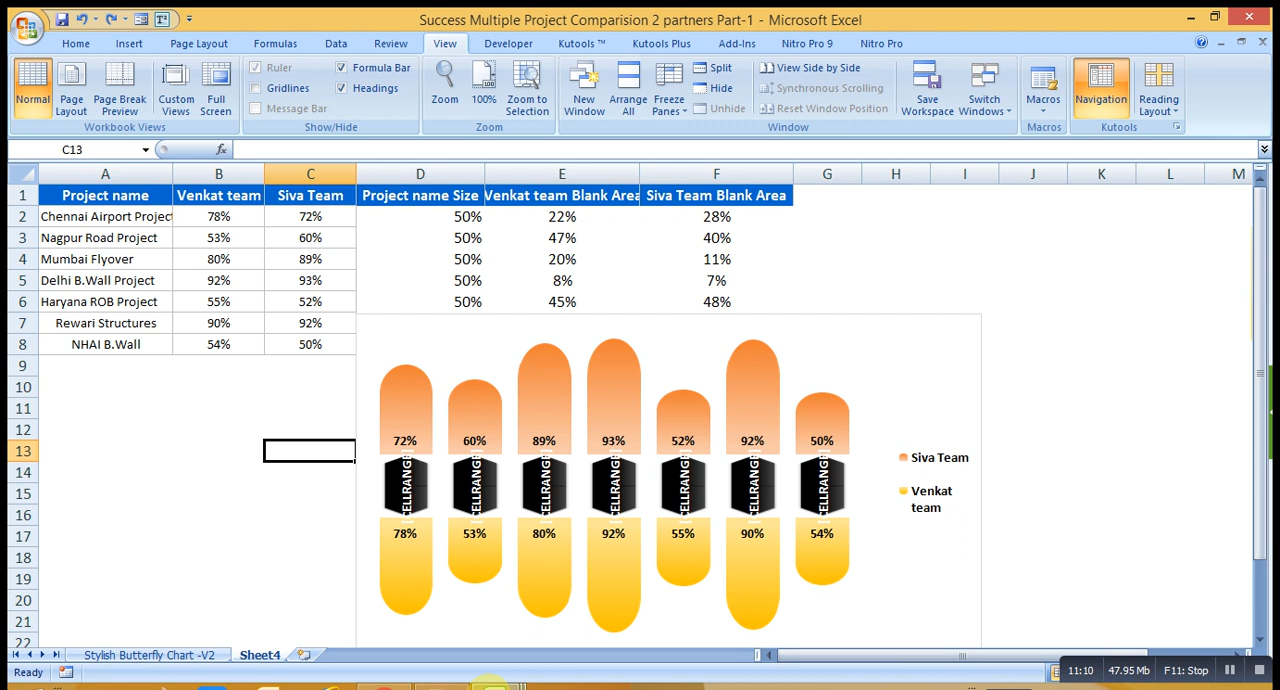 Success Multiple Project Comparision 2 partners Part-1 - Microsoft Excel
Home Insert Page Layout Formulas Data Review View Developer Kutools ™ Kutools Plus Add-Ins Nitro Pro 9 Nitro Pro
Normal Page Layout Page Break Preview Custom Views Full Screen
Workbook Views
Ruler Formula Bar
Gridlines Headings
Message Bar
Show/Hide
Zoom 100% Zoom to Selection
Zoom
New Window Arrange All Freeze Panes
Split
Hide
Unhide
View Side by Side
Synchronous Scrolling
Reset Window Position
Save Workspace Switch Windows
Window
Macros
Macros
Navigation Reading Layout
Kutools
C13 fx
A B C D E F G H I J K L M
1 Project name Venkat team Siva Team Project name Size Venkat team Blank Area Siva Team Blank Area
2 Chennai Airport Project 78% 72% 50% 22% 28%
3 Nagpur Road Project 53% 60% 50% 47% 40%
4 Mumbai Flyover 80% 89% 50% 20% 11%
5 Delhi B.Wall Project 92% 93% 50% 8% 7%
6 Haryana ROB Project 55% 52% 50% 45% 48%
7 Rewari Structures 90% 92%
8 NHAI B.Wall 54% 50%
9
10
11
12
13
14
15
16
17
18
19
20
21
22
72% 60% 89% 93% 52% 92% 50%
CELLRANGE CELLRANGE CELLRANGE CELLRANGE CELLRANGE CELLRANGE CELLRANGE
78% 53% 80% 92% 55% 90% 54%
Siva Team
Venkat
team
Stylish Butterfly Chart -V2 Sheet4
Ready
11:10 47.95 Mb F11: Stop